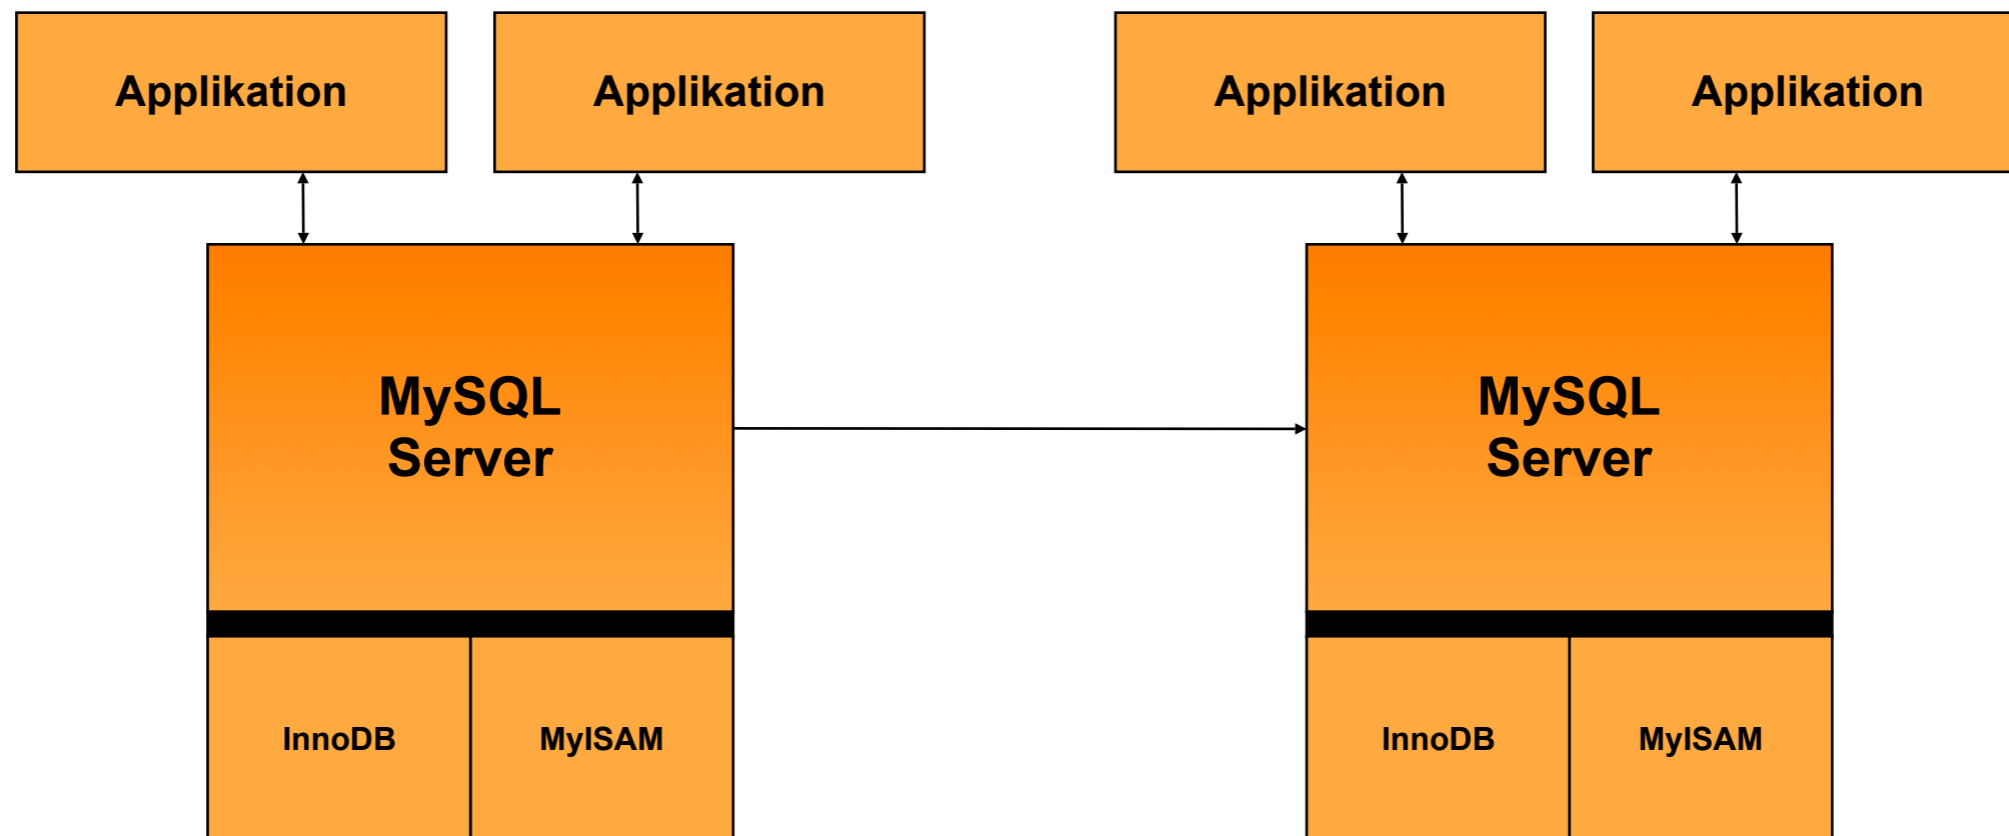 Applikation
Applikation
Applikation
Applikation
MySQL
Server
MySQL
Server
InnoDB
MyISAM
InnoDB
MyISAM